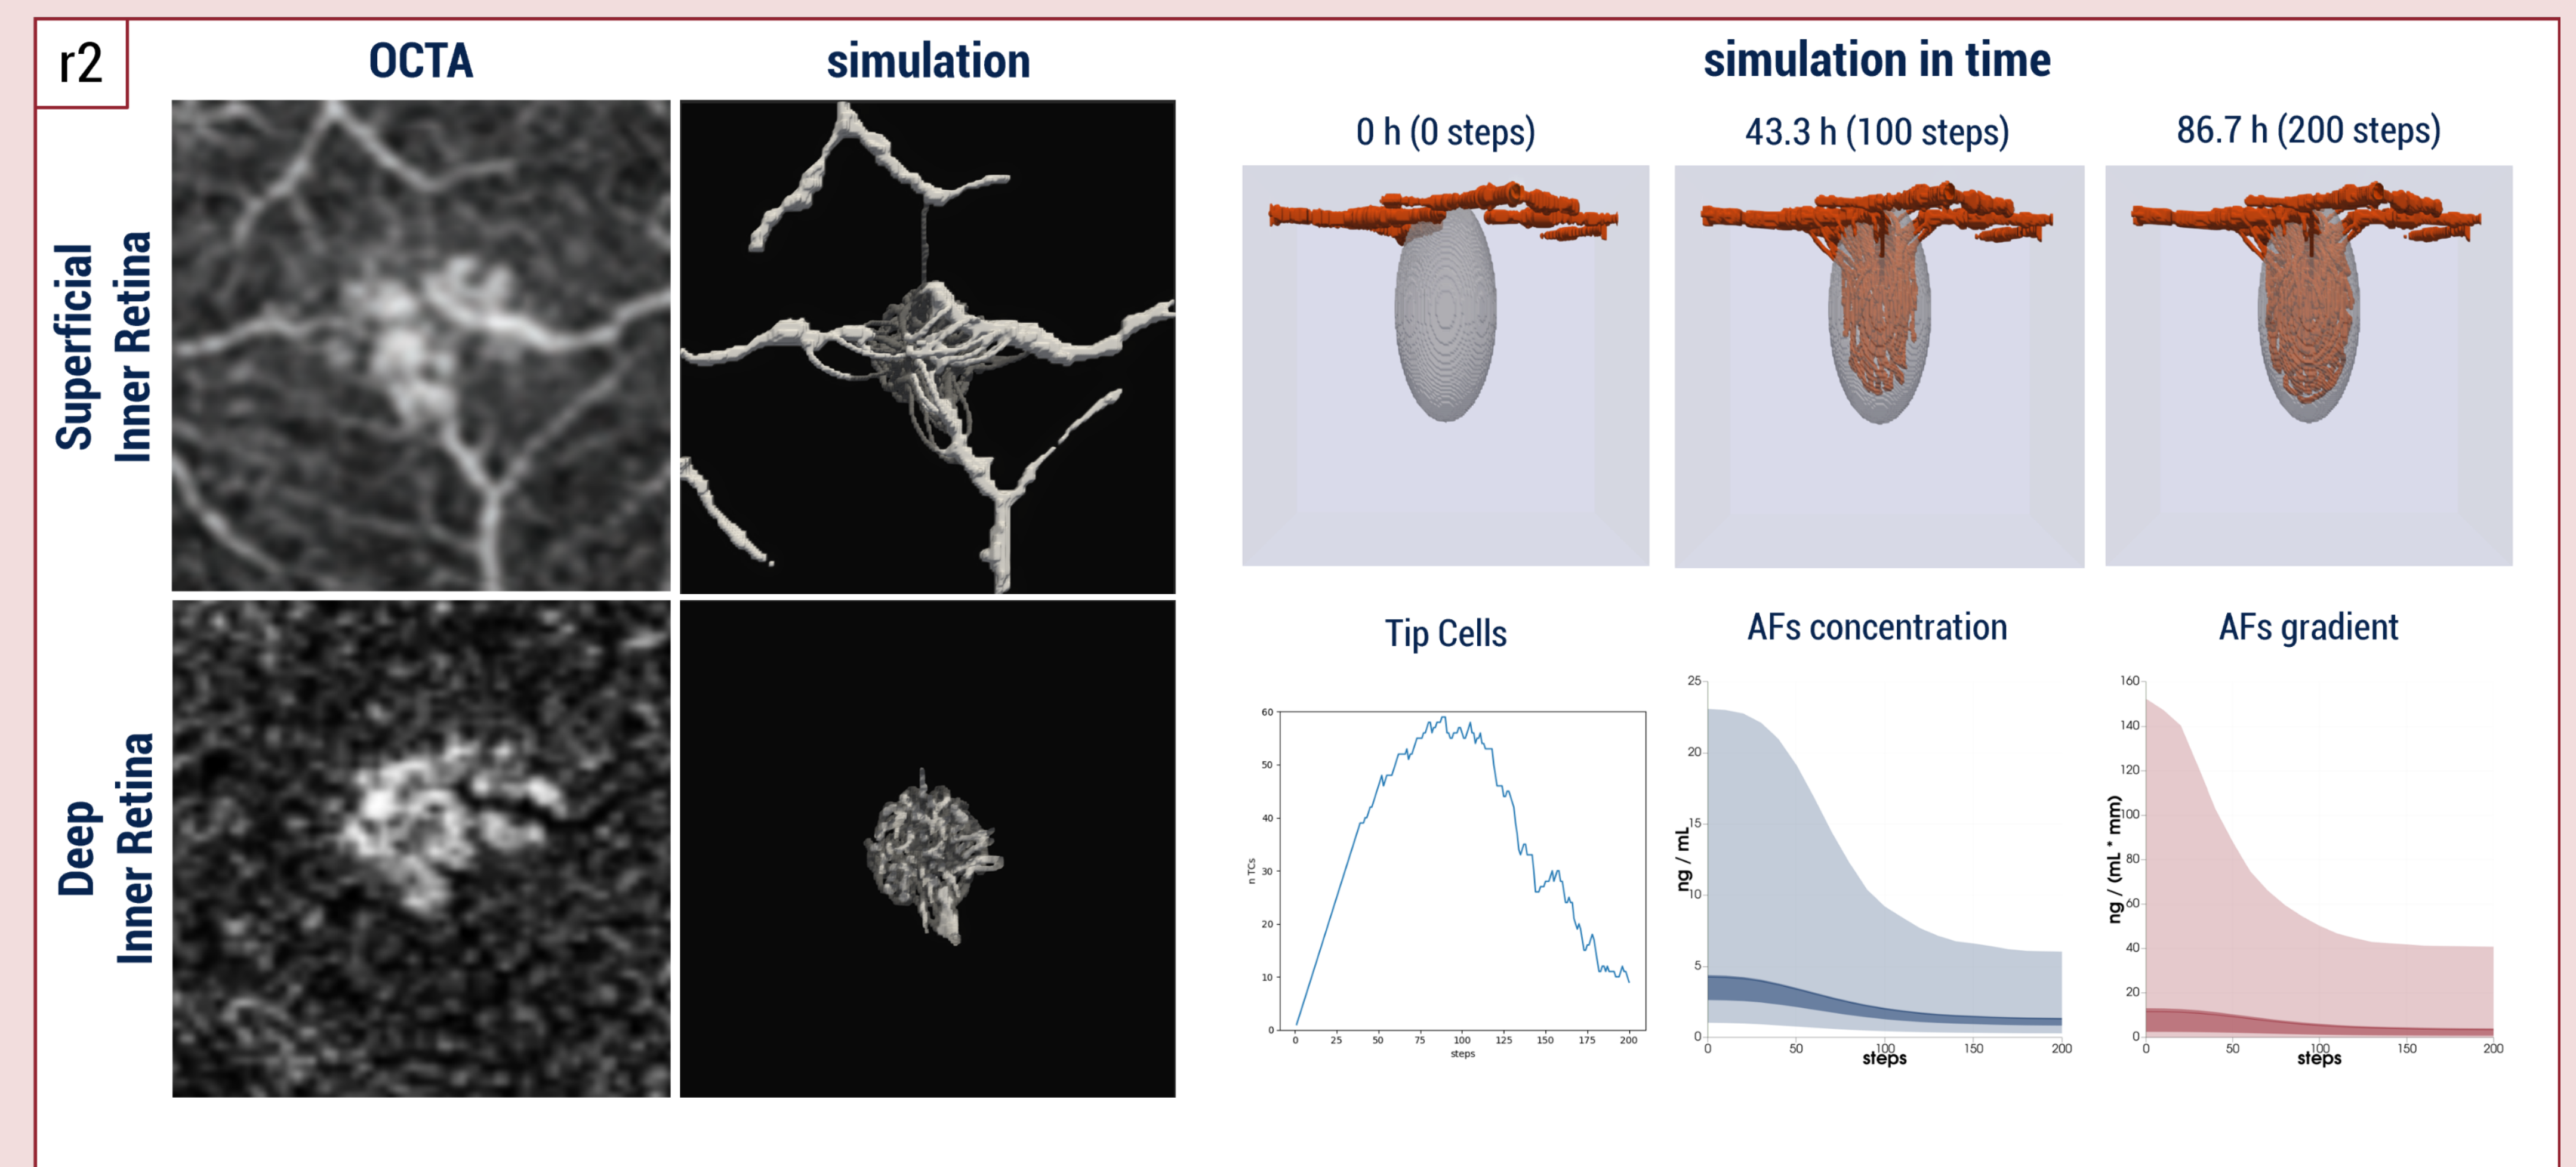 r2
OCTA
simulation
simulation in time
Superficial
Inner Retina
0 h (0 steps)
43.3 h (100 steps)
86.7 h (200 steps)
Deep
Inner Retina
Tip Cells
n TCs
60
50
40
30
20
10
0
0 25 50 75 100 125 150 175 200
steps
AFs concentration
ng / mL
25
20
15
10
5
0
0 50 100 150 200
steps
AFs gradient
ng / (mL * mm)
160
140
120
100
80
60
40
20
0
0 50 100 150 200
steps